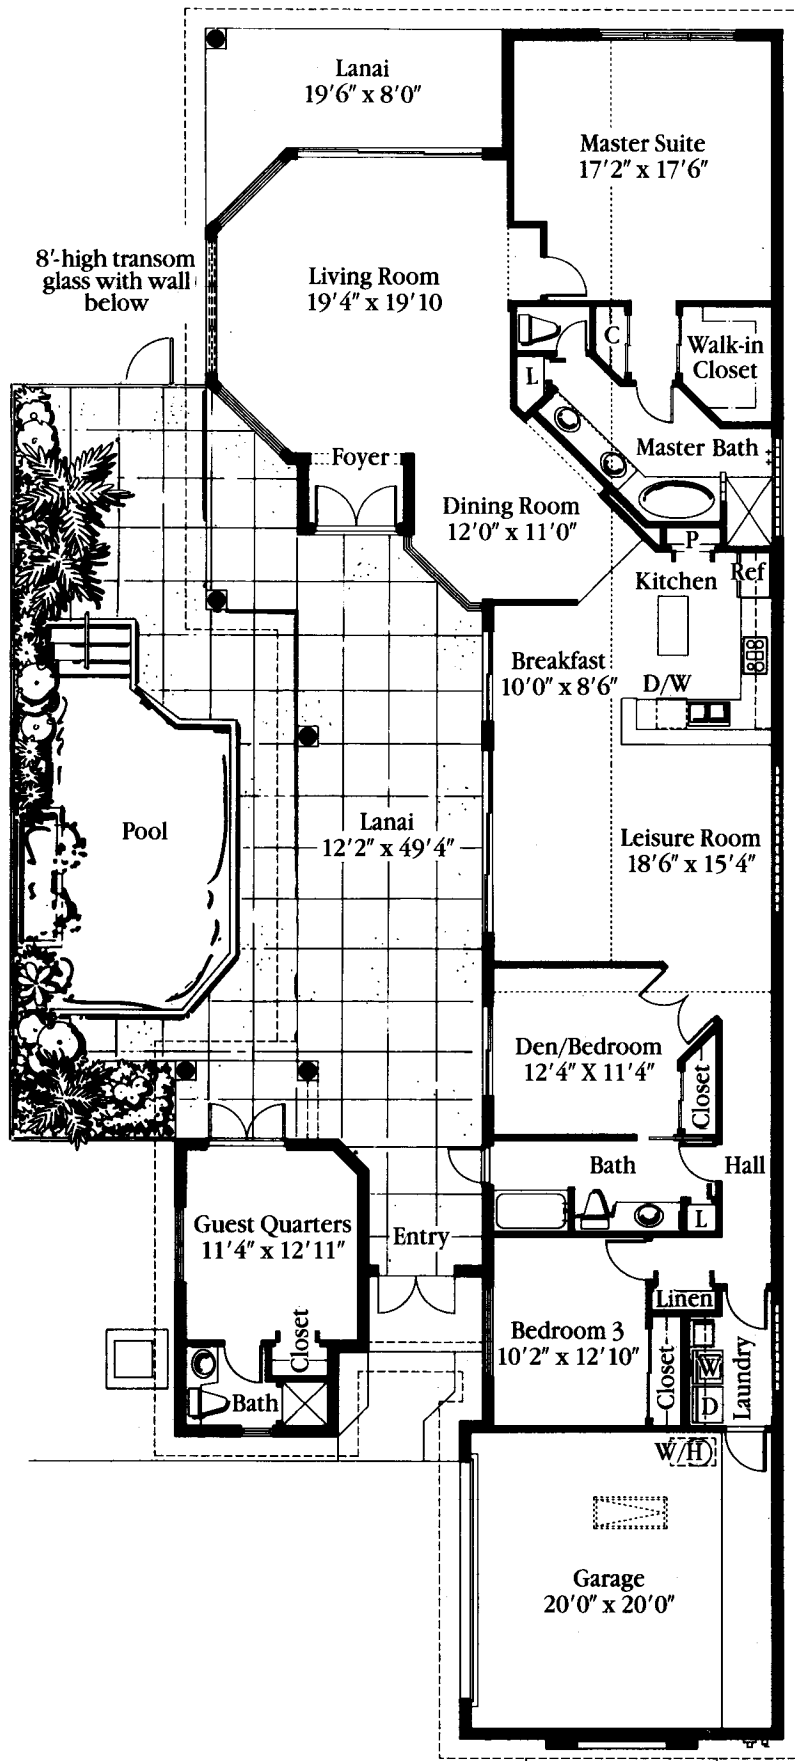 Lanai
19'6" x 8'0"
Master Suite
17'2" x 17'6"
8'-high transom
glass with wall
below
Living Room
19'4" x 19'10
C
Walk-in
Closet
L
Foyer
Master Bath
Dining Room
12'0" x 11'0"
P
Kitchen
Ref
Breakfast
10'0" x 8'6"
D/W
Pool
Lanai
12'2" x 49'4"
Leisure Room
18'6" x 15'4"
Den/Bedroom
12'4" X 11'4"
Closet
Bath
Hall
L
Guest Quarters
11'4" x 12'11"
Entry
Closet
Bath
Linen
Bedroom 3
10'2" x 12'10"
Closet
W
D
Laundry
W/H
Garage
20'0" x 20'0"